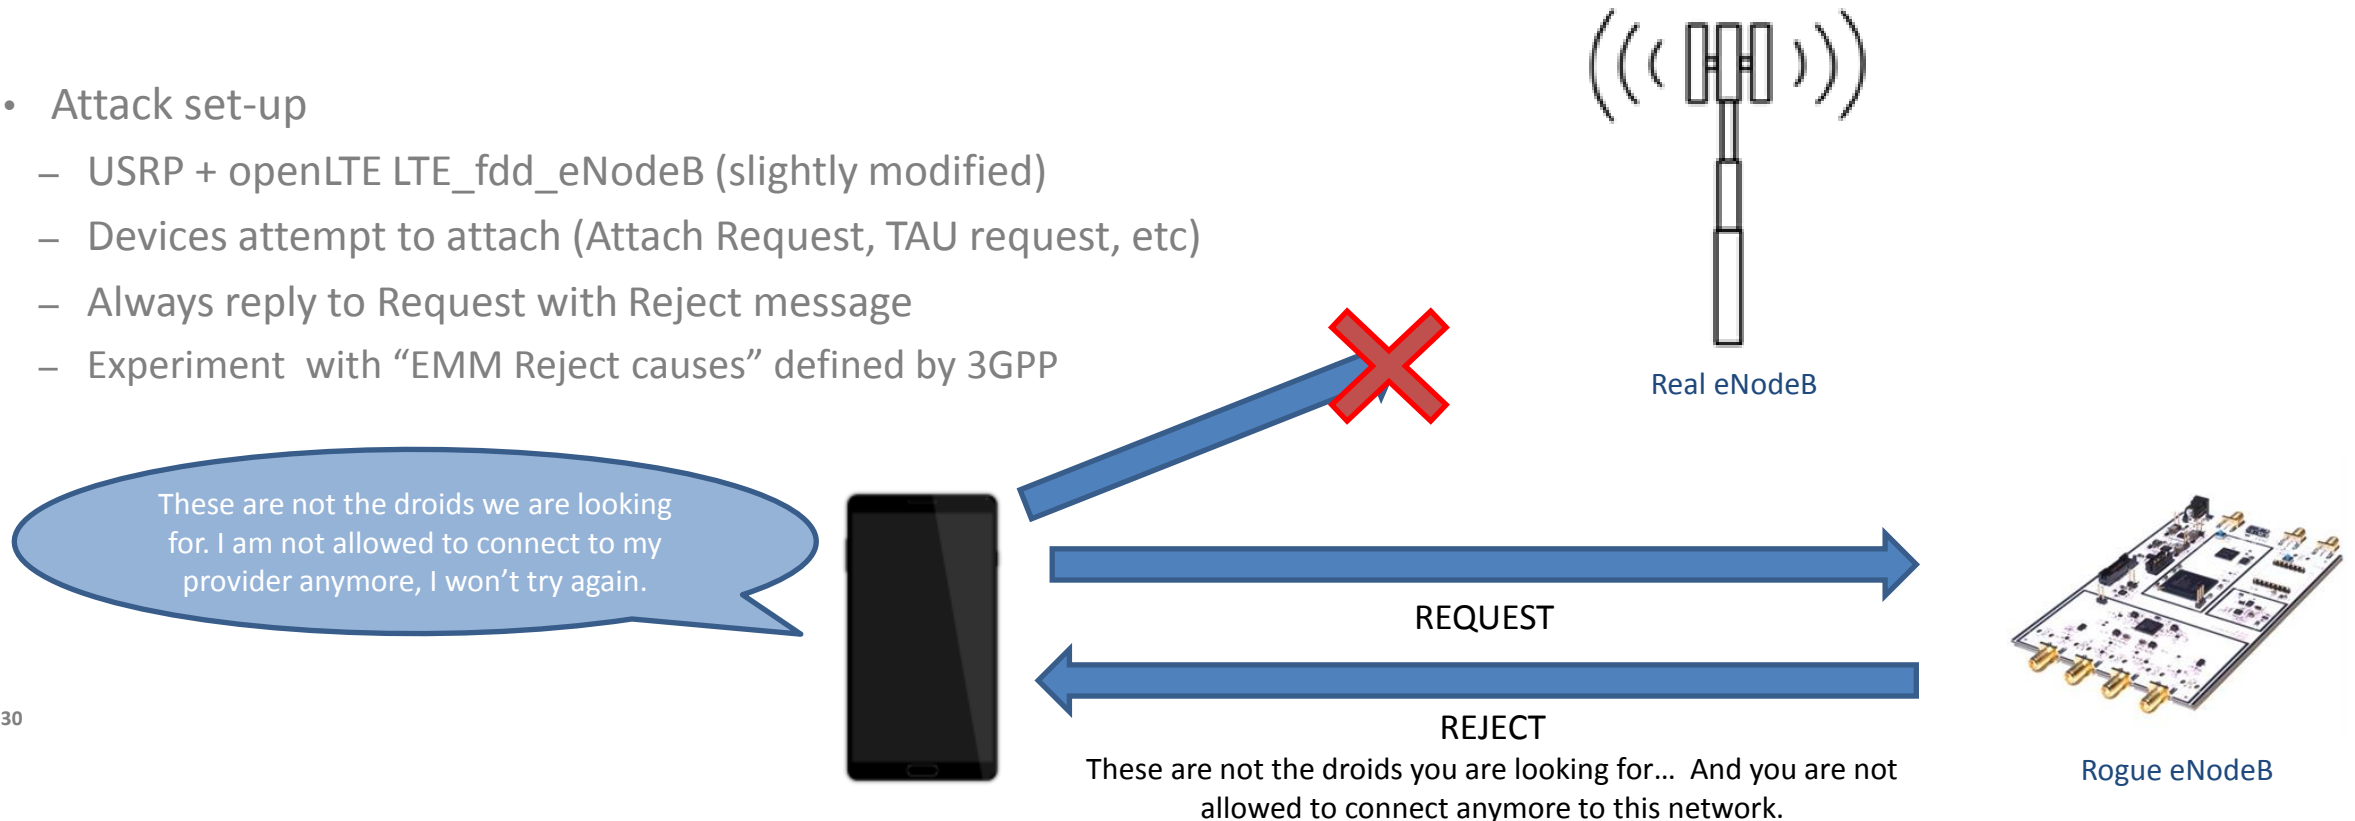 • Attack set-up
– USRP + openLTE LTE_fdd_eNodeB (slightly modified)
– Devices attempt to attach (Attach Request, TAU request, etc)
– Always reply to Request with Reject message
– Experiment  with “EMM Reject causes” defined by 3GPP
Real eNodeB
These are not the droids we are looking
for. I am not allowed to connect to my
provider anymore, I won’t try again.
REQUEST
REJECT
These are not the droids you are looking for… And you are not
allowed to connect anymore to this network.
Rogue eNodeB
30